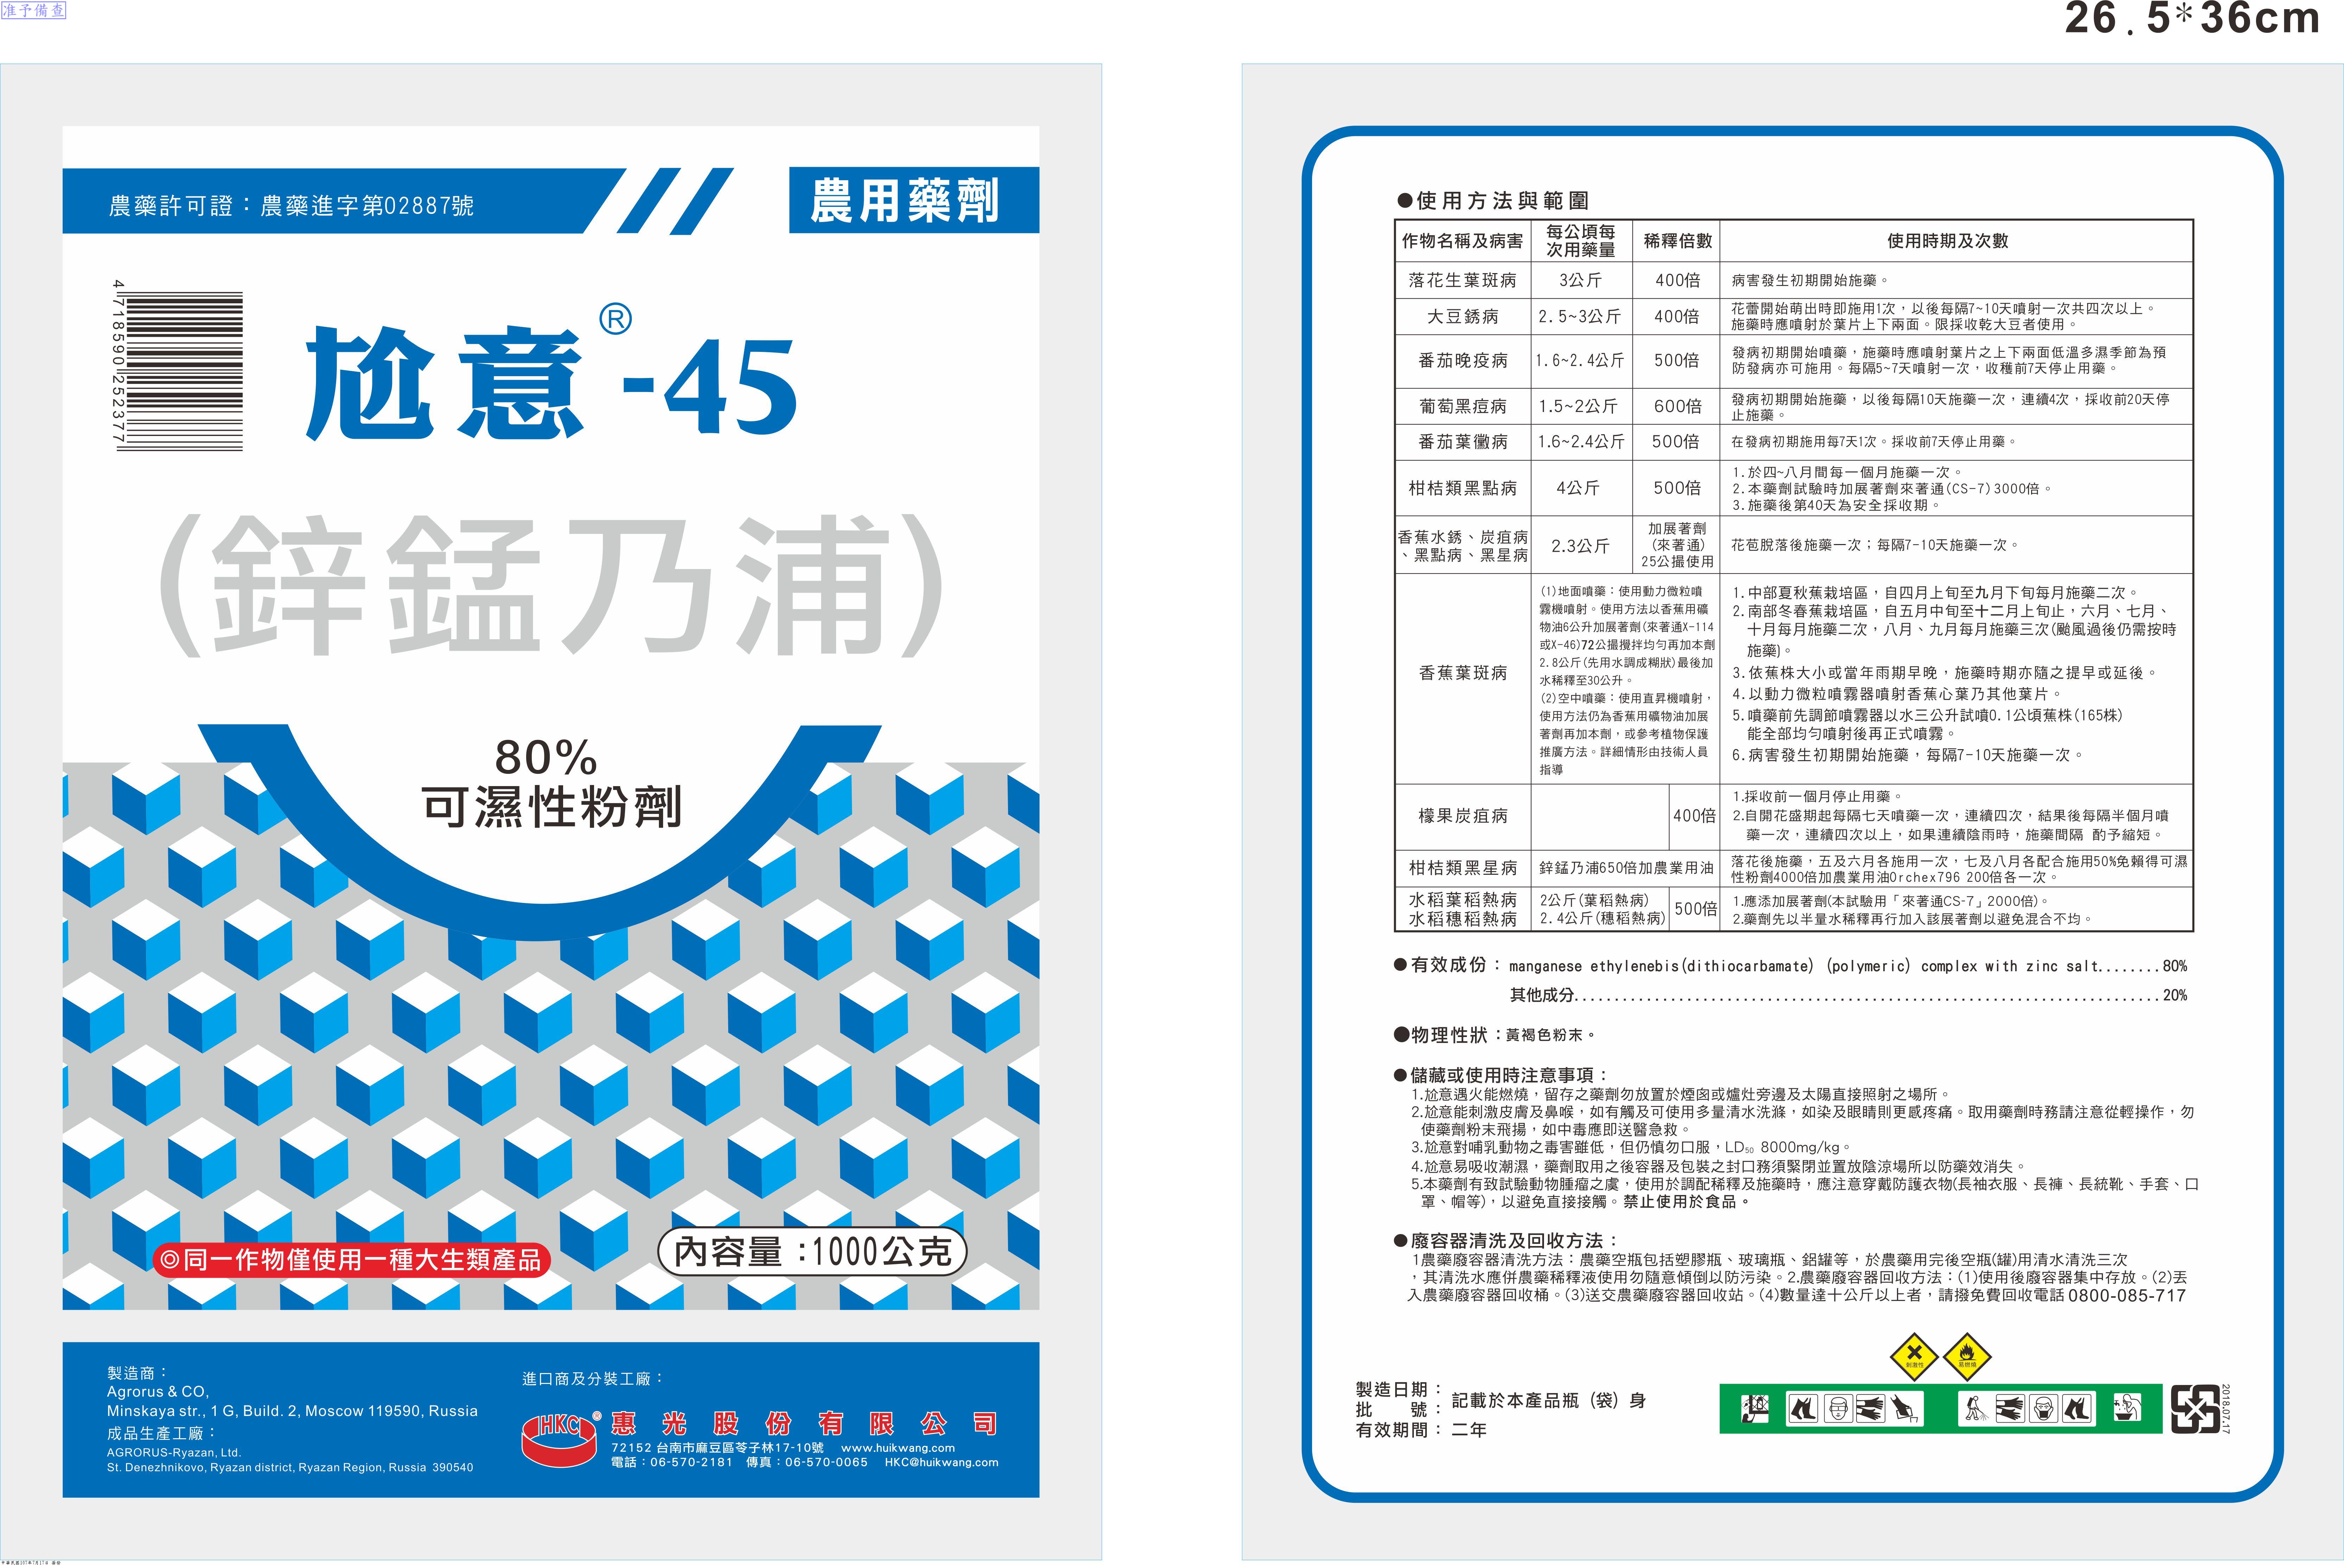 准予備查
26.5*36cm
農藥許可證：農藥進字第02887號
農用藥劑
4 718590 252377
尬意®-45
(鋅錳乃浦)
80%
可濕性粉劑
◎同一作物僅使用一種大生類產品
內容量：1000公克
製造商：
Agrorus & CO,
Minskaya str., 1 G, Build. 2, Moscow 119590, Russia
成品生產工廠：
AGRORUS-Ryazan, Ltd.
St. Denezhnikovo, Ryazan district, Ryazan Region, Russia 390540
進口商及分裝工廠：
HKC® 惠光股份有限公司
72152 台南市麻豆區苓子林17-10號 www.huikwang.com
電話：06-570-2181 傳真：06-570-0065 HKC@huikwang.com
●使用方法與範圍
作物名稱及病害 每公頃每次用藥量 稀釋倍數 使用時期及次數
落花生葉斑病 3公斤 400倍 病害發生初期開始施藥。
大豆銹病 2.5~3公斤 400倍 花蕾開始萌出時即施用1次，以後每隔7~10天噴射一次共四次以上。
施藥時應噴射於葉片上下兩面。限採收乾大豆者使用。
番茄晚疫病 1.6~2.4公斤 500倍 發病初期開始噴藥，施藥時應噴射葉片之上下兩面低溫多濕季節為預
防發病亦可施用。每隔5~7天噴射一次，收穫前7天停止用藥。
葡萄黑痘病 1.5~2公斤 600倍 發病初期開始施藥，以後每隔10天施藥一次，連續4次，採收前20天停
止施藥。
番茄葉黴病 1.6~2.4公斤 500倍 在發病初期施用每7天1次。採收前7天停止用藥。
柑桔類黑點病 4公斤 500倍 1.於四~八月間每一個月施藥一次。
2.本藥劑試驗時加展著劑來著通(CS-7)3000倍。
3.施藥後第40天為安全採收期。
香蕉水銹、炭疽病
、黑點病、黑星病 2.3公斤
加展著劑
(來著通)
25公撮使用
花苞脫落後施藥一次；每隔7-10天施藥一次。
香蕉葉斑病
(1)地面噴藥：使用動力微粒噴
霧機噴射。使用方法以香蕉用礦
物油6公升加展著劑(來著通X-114
或X-46)72公撮攪拌均勻再加本劑
2.8公斤(先用水調成糊狀)最後加
水稀釋至30公升。
(2)空中噴藥：使用直昇機噴射，
使用方法仍為香蕉用礦物油加展
著劑再加本劑，或參考植物保護
推廣方法。詳細情形由技術人員
指導
1.中部夏秋蕉栽培區，自四月上旬至九月下旬每月施藥二次。
2.南部冬春蕉栽培區，自五月中旬至十二月上旬止，六月、七月、
十月每月施藥二次，八月、九月每月施藥三次(颱風過後仍需按時
施藥)。
3.依蕉株大小或當年雨期早晚，施藥時期亦隨之提早或延後。
4.以動力微粒噴霧器噴射香蕉心葉乃其他葉片。
5.噴藥前先調節噴霧器以水三公升試噴0.1公頃蕉株(165株)
能全部均勻噴射後再正式噴霧。
6.病害發生初期開始施藥，每隔7-10天施藥一次。
檬果炭疽病 400倍 1.採收前一個月停止用藥。
2.自開花盛期起每隔七天噴藥一次，連續四次，結果後每隔半個月噴
藥一次，連續四次以上，如果連續陰雨時，施藥間隔 酌予縮短。
柑桔類黑星病 鋅錳乃浦650倍加農業用油 落花後施藥，五及六月各施用一次，七及八月各配合施用50%免賴得可濕
性粉劑4000倍加農業用油Orchex796 200倍各一次。
水稻葉稻熱病 2公斤(葉稻熱病) 500倍 1.應添加展著劑(本試驗用「來著通CS-7」2000倍)。
水稻穗稻熱病 2.4公斤(穗稻熱病) 2.藥劑先以半量水稀釋再行加入該展著劑以避免混合不均。
●有效成份：manganese ethylenebis(dithiocarbamate) (polymeric) complex with zinc salt........80%
其他成分........................................................................20%
●物理性狀：黃褐色粉末。
●儲藏或使用時注意事項：
1.尬意遇火能燃燒，留存之藥劑勿放置於煙囪或爐灶旁邊及太陽直接照射之場所。
2.尬意能刺激皮膚及鼻喉，如有觸及可使用多量清水洗滌，如染及眼睛則更感疼痛。取用藥劑時務請注意從輕操作，勿
使藥劑粉末飛揚，如中毒應即送醫急救。
3.尬意對哺乳動物之毒害雖低，但仍慎勿口服，LD50 8000mg/kg。
4.尬意易吸收潮濕，藥劑取用之後容器及包裝之封口務須緊閉並置放陰涼場所以防藥效消失。
5.本藥劑有致試驗動物腫瘤之虞，使用於調配稀釋及施藥時，應注意穿戴防護衣物(長袖衣服、長褲、長統靴、手套、口
罩、帽等)，以避免直接接觸。禁止使用於食品。
●廢容器清洗及回收方法：
1農藥廢容器清洗方法：農藥空瓶包括塑膠瓶、玻璃瓶、鋁罐等，於農藥用完後空瓶(罐)用清水清洗三次
，其清洗水應併農藥稀釋液使用勿隨意傾倒以防污染。2.農藥廢容器回收方法：(1)使用後廢容器集中存放。(2)丟
入農藥廢容器回收桶。(3)送交農藥廢容器回收站。(4)數量達十公斤以上者，請撥免費回收電話0800-085-717
刺激性 易燃燒
製造日期：
批 號： 記載於本產品瓶（袋）身
有效期間：二年
2018.07.17